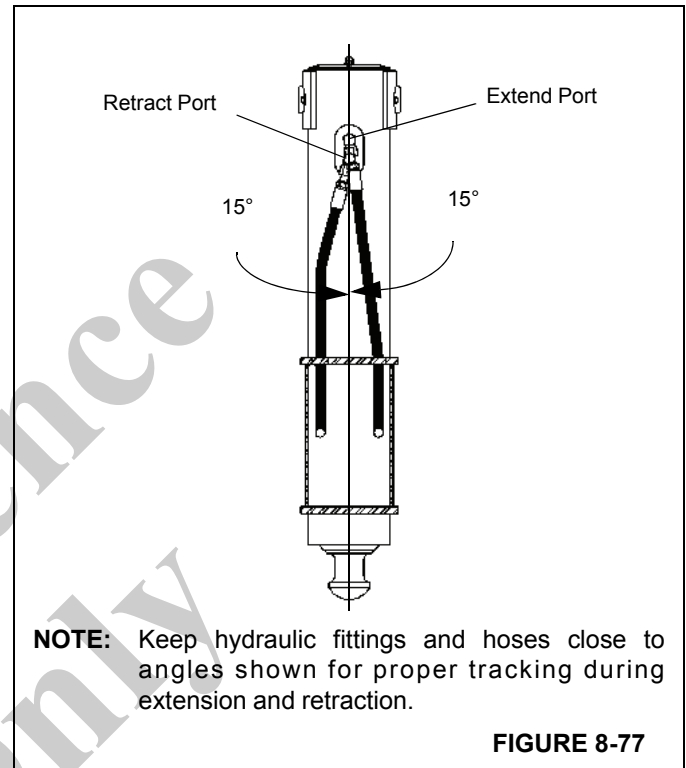 Retract Port
Extend Port
15°
15°
NOTE: Keep hydraulic fittings and hoses close to
angles shown for proper tracking during
extension and retraction.
FIGURE 8-77